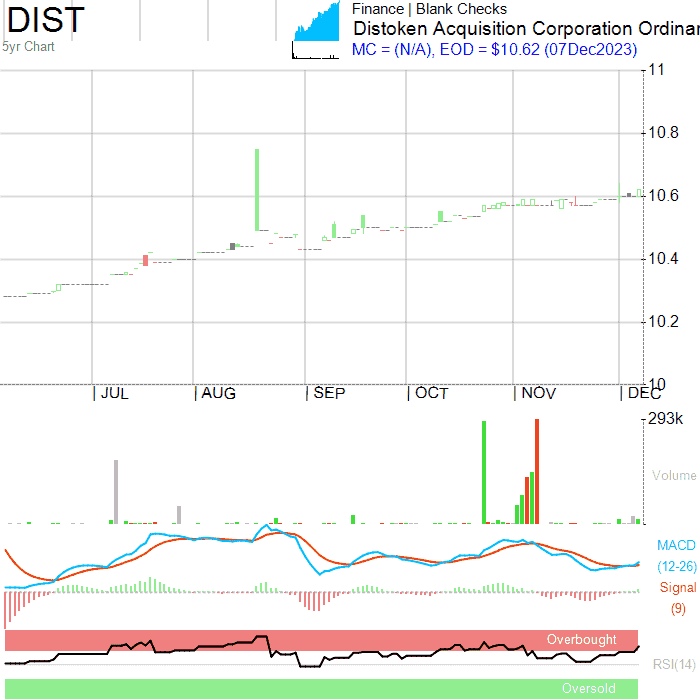 DIST
5yr Chart
Finance | Blank Checks
Distoken Acquisition Corporation Ordinar
MC = (N/A), EOD = $10.62 (07Dec2023)
11
10.8
10.6
10.4
10.2
10
JUL AUG SEP OCT NOV DEC
293k
Volume
MACD
(12-26)
Signal
(9)
Overbought
RSI(14)
Oversold